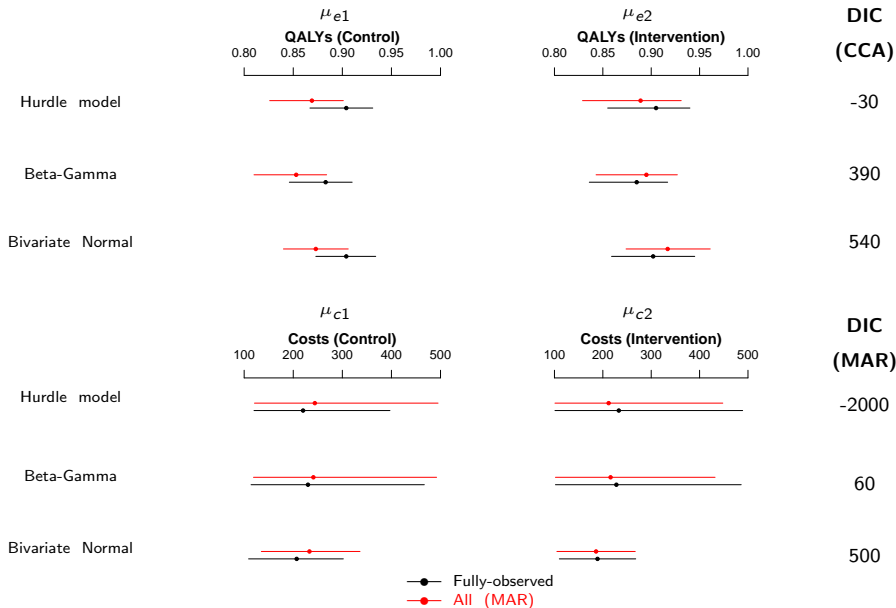 μe1 μe2 DIC
QALYs (Control) QALYs (Intervention) (CCA)
0.80 0.85 0.90 0.95 1.00 0.80 0.85 0.90 0.95 1.00
Hurdle model -30
Beta-Gamma 390
Bivariate Normal 540
μc1 μc2 DIC
Costs (Control) Costs (Intervention) (MAR)
100 200 300 400 500 100 200 300 400 500
Hurdle model -2000
Beta-Gamma 60
Bivariate Normal 500
Fully-observed
All (MAR)